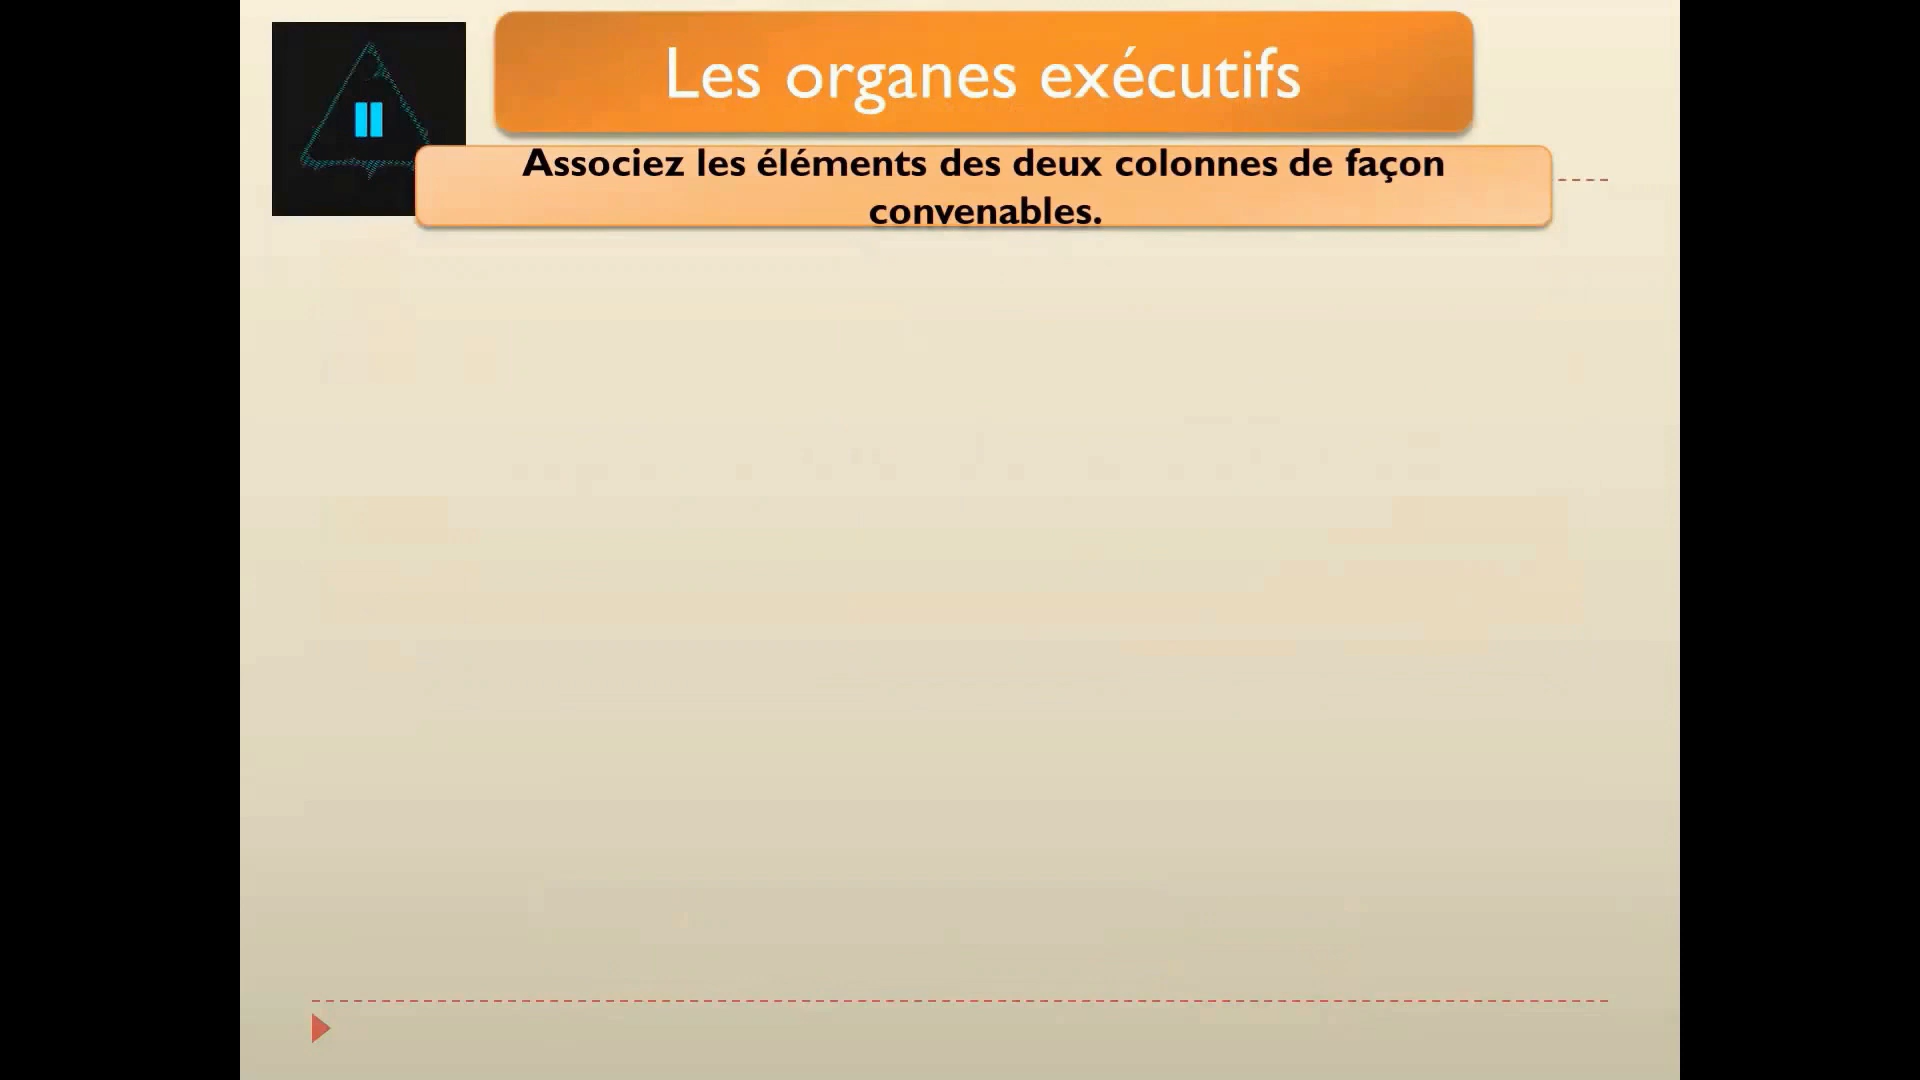 Les organes exécutifs
Associez les éléments des deux colonnes de façon
convenables.